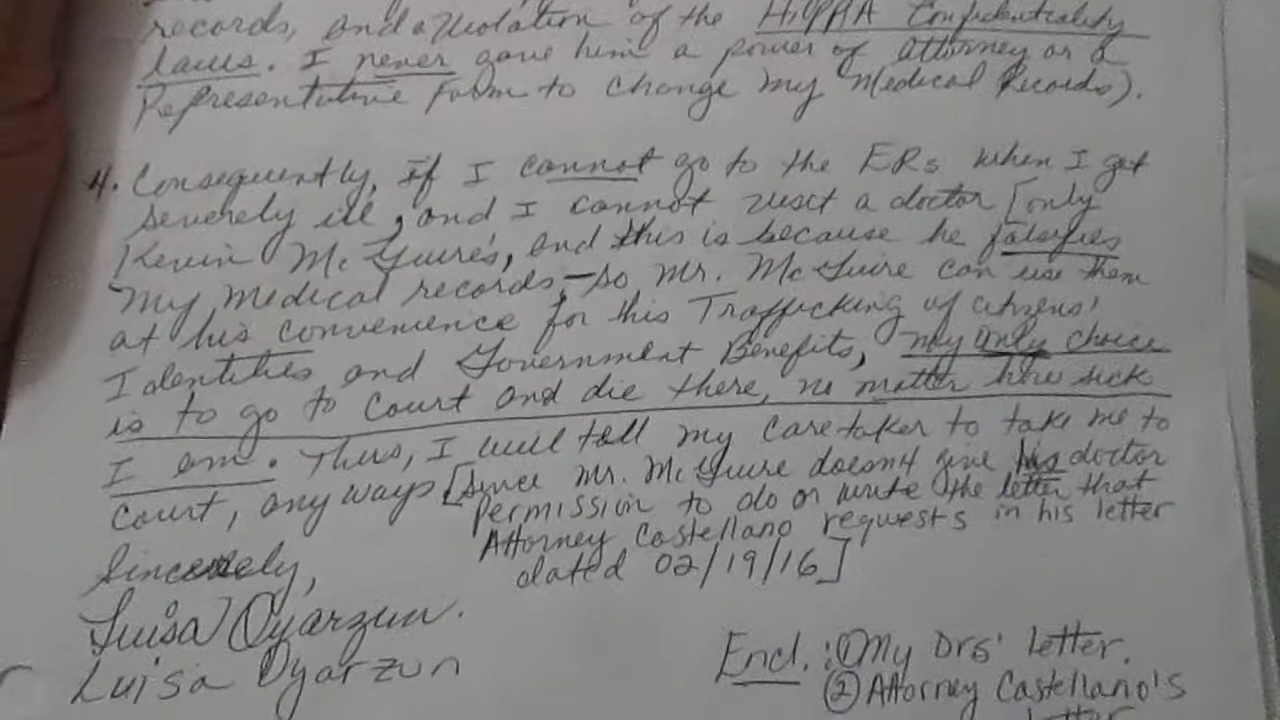 records, and a violation of the HIPAA Confidentiality
laws. I never gave him a power of attorney or a
Representative Form to change my Medical Records).
4. Consequently, if I cannot go to the ERs when I get
severely ill, and I cannot visit a doctor [only
Kevin Mc Guire's, and this is because he falsifies
my medical records,—so Mr. McGuire can use them
at his convenience for his Trafficking of citizens'
Identities and Government Benefits, my only choice
is to go to Court and die there, no matter how sick
I am. Thus, I will tell my caretaker to take me to
court, any ways [since Mr. McGuire doesn't give his doctor
permission to do or write the letter that
Attorney Castellano requests in his letter
dated 02/19/16]
Sincerely,
Luisa Oyarzun.
Luisa Oyarzun
Encl.: ① My Drs' letter.
② Attorney Castellano's
letter